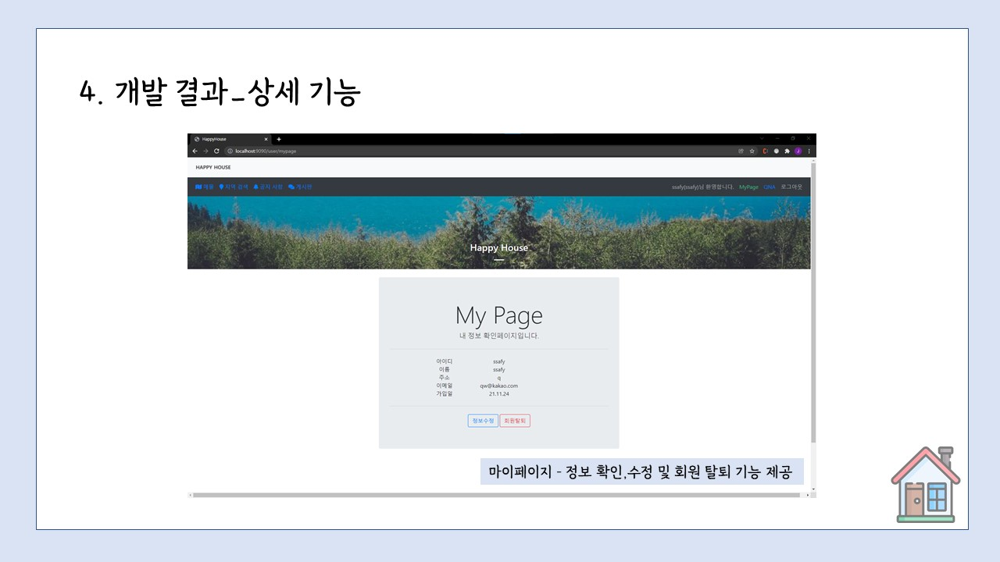 4. 개발 결과_상세 기능
HappyHouse
localhost:9090/user/mypage
HAPPY HOUSE
매물 지역 검색 공지 사항 게시판 ssafy(ssafy)님 환영합니다. MyPage QNA 로그아웃
Happy House
My Page
내 정보 확인페이지입니다.
아이디 ssafy
이름 ssafy
주소 q
이메일 qw@kakao.com
가입일 21.11.24
정보수정 회원탈퇴
마이페이지 - 정보 확인,수정 및 회원 탈퇴 기능 제공